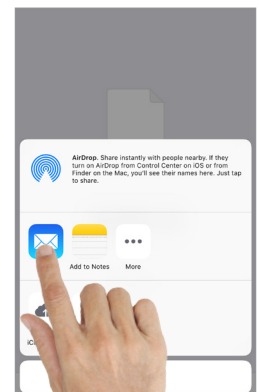 AirDrop. Share instantly with people nearby. If they
turn on AirDrop from Control Center on iOS or from
Finder on the Mac, you'll see their names here. Just tap
to share.
Add to Notes
More